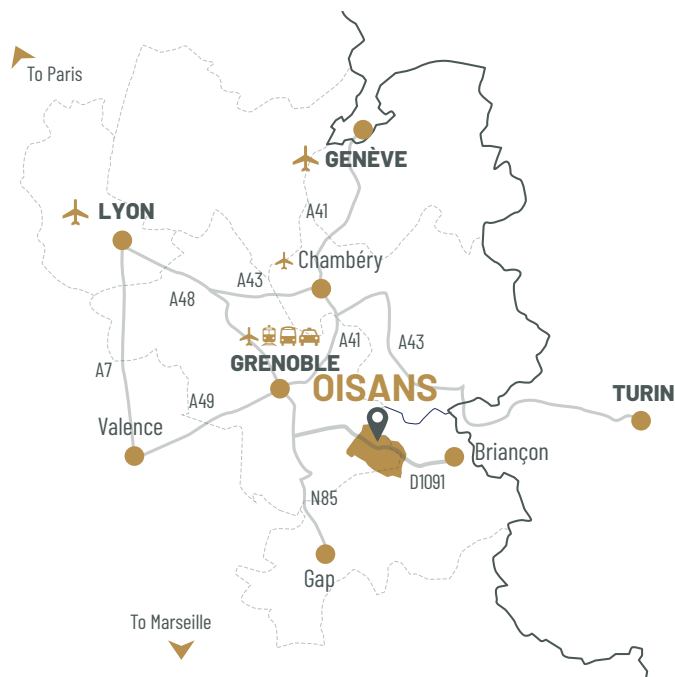 To Paris
GENÈVE
LYON
A41
Chambéry
A43
A48
A41
A43
GRENOBLE
A7
OISANS
TURIN
A49
Valence
Briançon
D1091
N85
Gap
To Marseille